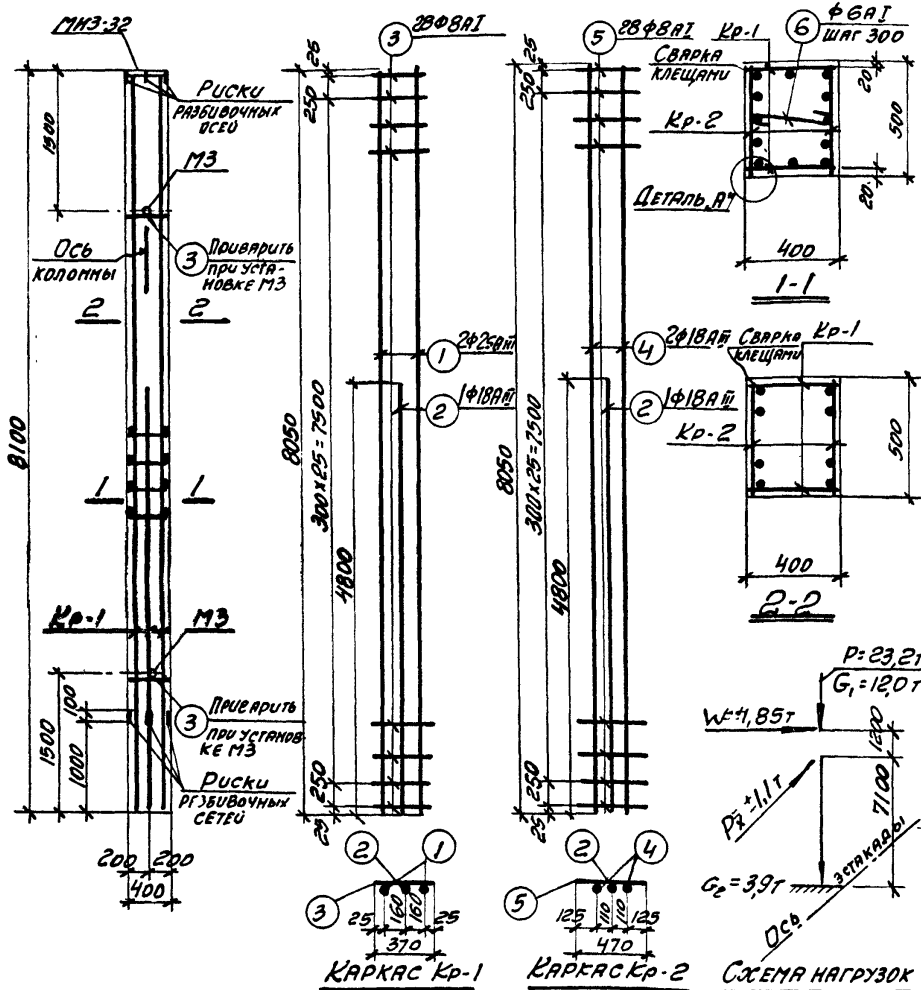 МН3-32
Риски
разбивочных
осей
1500
М3
Ось
колонны
3
Приварить
при уста-
новке М3
2
2
8100
1
1
Кр-1
М3
3
Приварить
при установ-
ке М3
100
1500
1000
Риски
разбивочных
сетей
200
200
400
3
28Ф8АI
25
250
1
2Ф25АIII
2
1Ф18АIII
8050
300х25=7500
4800
250
25
2
1
3
25
160
160
25
370
Каркас Кр-1
5
28Ф8АI
25
250
4
2Ф18АIII
2
1Ф18АIII
8050
300х25=7500
4800
250
25
2
4
5
125
110
110
125
470
Каркас Кр-2
Кр-1
6
Ф6АI
шаг 300
Сварка
клещами
20
Кр-2
500
Деталь „А"
20
400
1-1
Сварка
клещами
Кр-1
Кр-2
500
400
2-2
Р=23,2т
G₁=12,0т
W=±1,85т
1200
±1,1т
7100
G₂=3,9т
Ось эстакады
Схема нагрузок